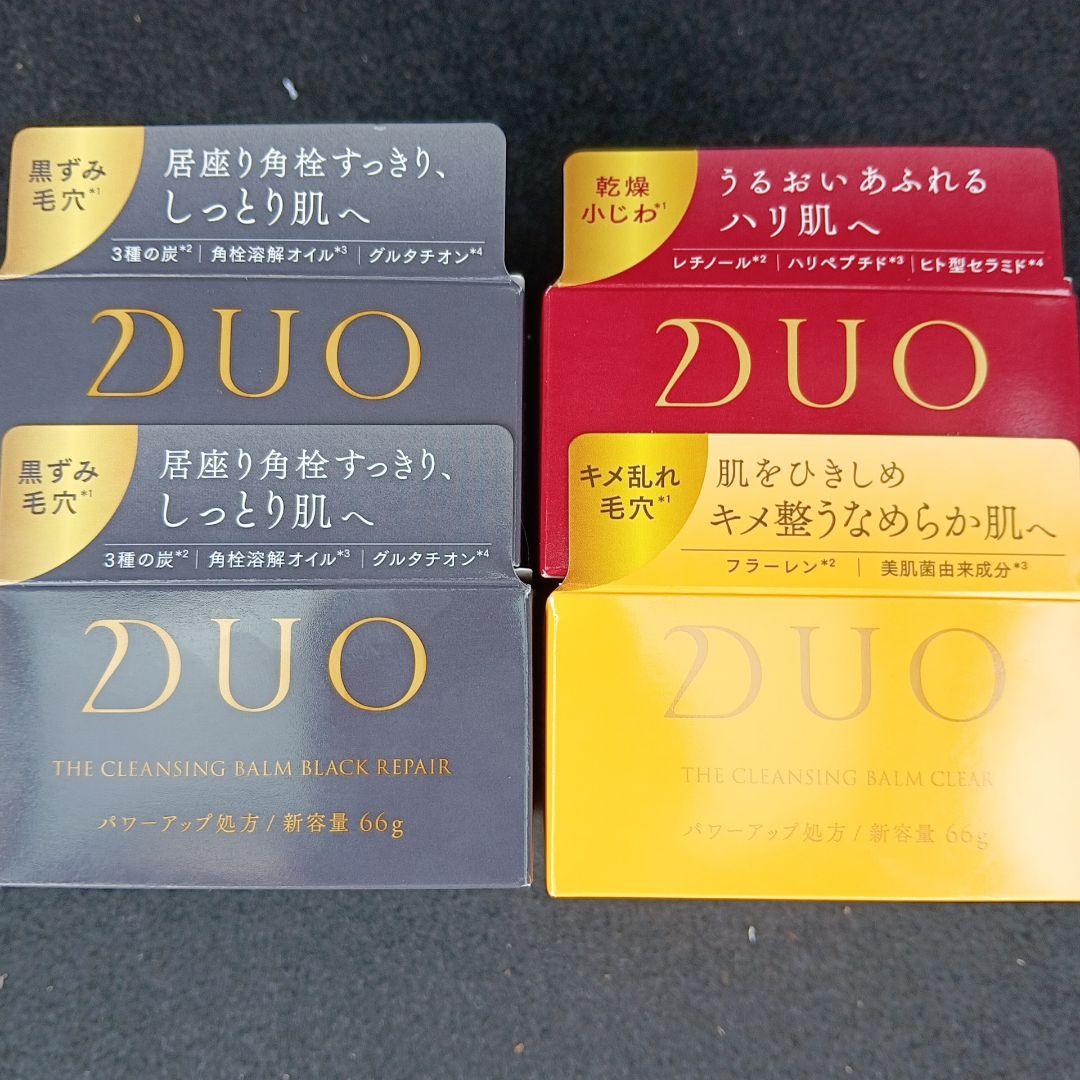 黒ずみ
毛穴*1
居座り角栓すっきり、
しっとり肌へ
3種の炭*2 | 角栓溶解オイル*3 | グルタチオン*4
DUO
乾燥
小じわ*1
うるおいあふれる
ハリ肌へ
レチノール*2 | ハリペプチド*3 | ヒト型セラミド*4
DUO
黒ずみ
毛穴*1
居座り角栓すっきり、
しっとり肌へ
3種の炭*2 | 角栓溶解オイル*3 | グルタチオン*4
DUO
THE CLEANSING BALM BLACK REPAIR
パワーアップ処方/新容量 66g
キメ乱れ
毛穴*1
肌をひきしめ
キメ整うなめらか肌へ
フラーレン*2 | 美肌菌由来成分*3
DUO
THE CLEANSING BALM CLEAR
パワーアップ処方/新容量 66g